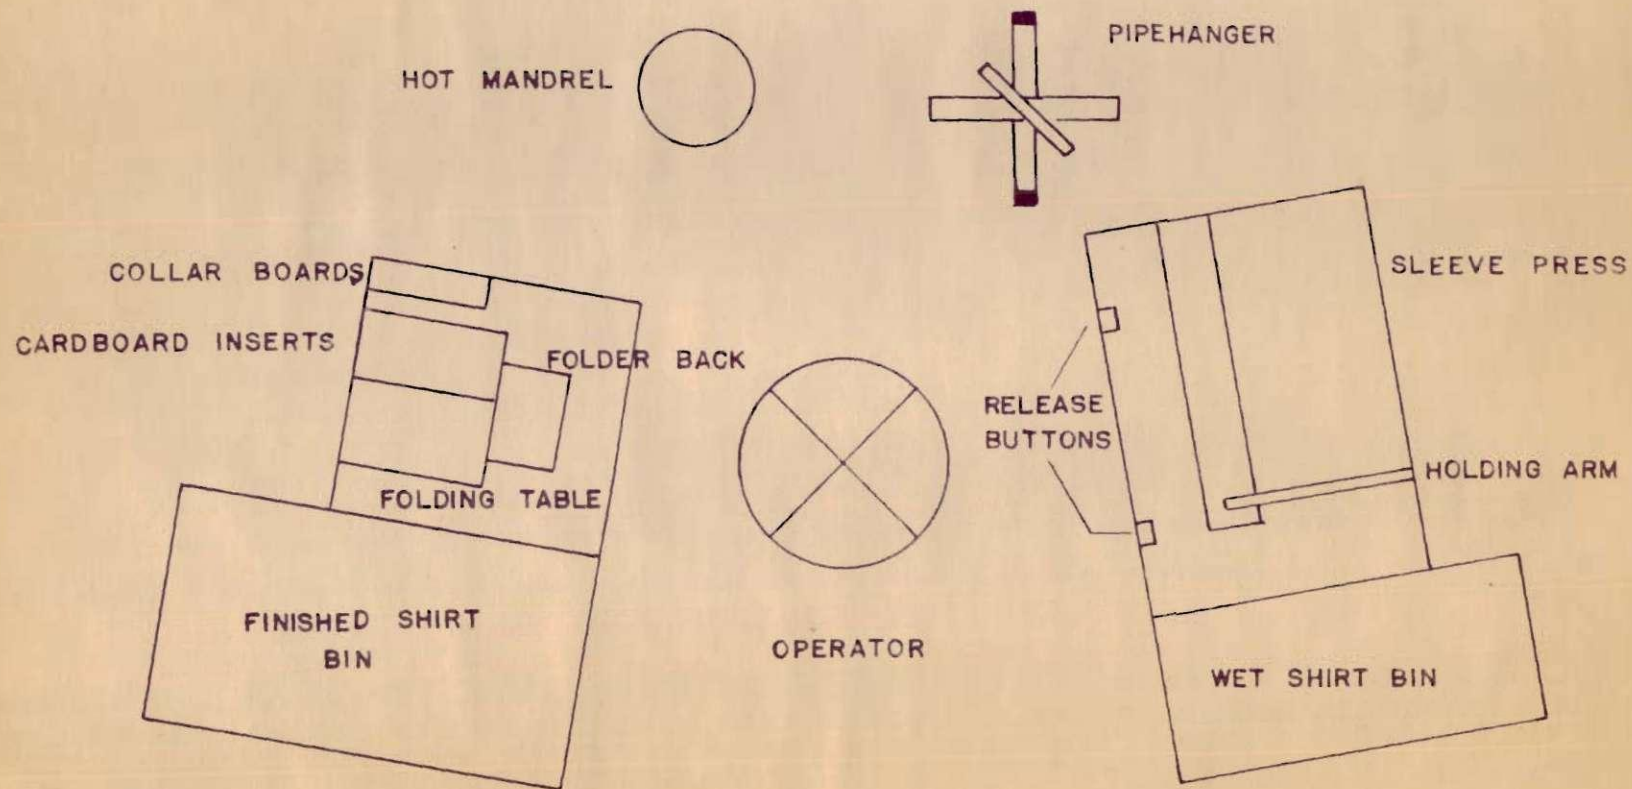 PIPEHANGER
HOT MANDREL
COLLAR BOARDS
SLEEVE PRESS
CARDBOARD INSERTS
FOLDER BACK
RELEASE
BUTTONS
HOLDING ARM
FOLDING TABLE
FINISHED SHIRT
BIN
OPERATOR
WET SHIRT BIN